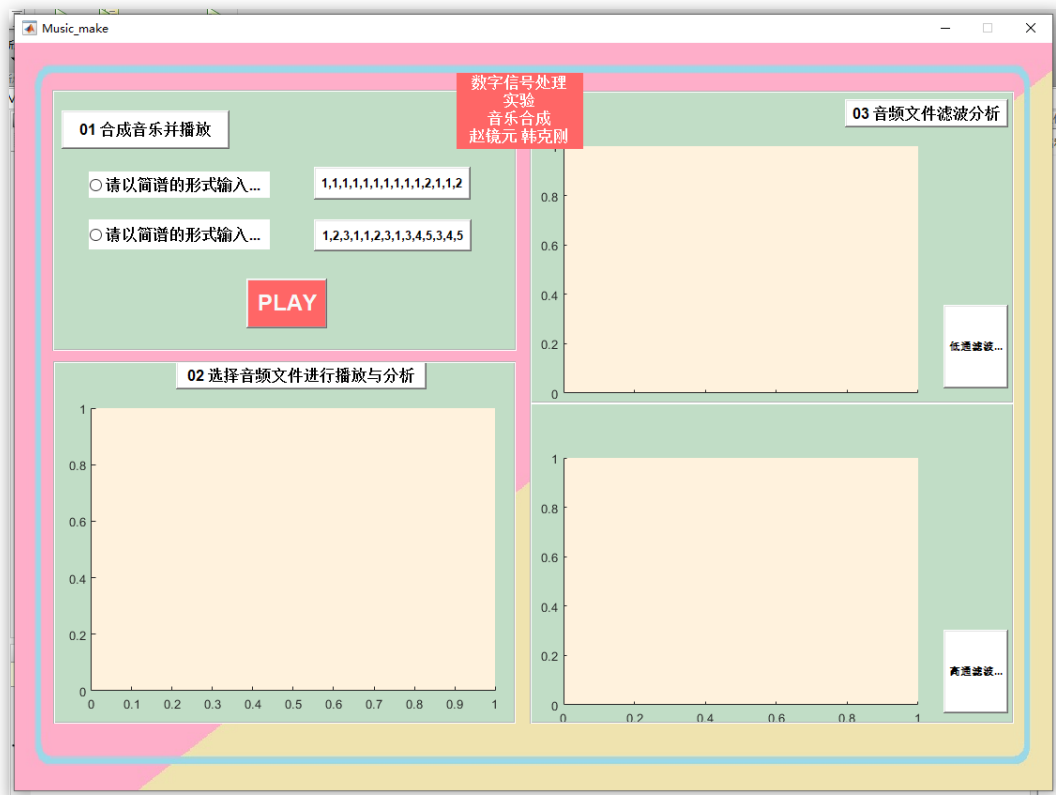 Music_make
数字信号处理
实验
音乐合成
赵镜元 韩克刚
01 合成音乐并播放
请以简谱的形式输入...
1,1,1,1,1,1,1,1,1,1,2,1,1,2
请以简谱的形式输入...
1,2,3,1,1,2,3,1,3,4,5,3,4,5
PLAY
02 选择音频文件进行播放与分析
1
0.8
0.6
0.4
0.2
0
0 0.1 0.2 0.3 0.4 0.5 0.6 0.7 0.8 0.9 1
03 音频文件滤波分析
1
0.8
0.6
0.4
0.2
0
低通滤波...
1
0.8
0.6
0.4
0.2
0
0 0.2 0.4 0.6 0.8 1
高通滤波...